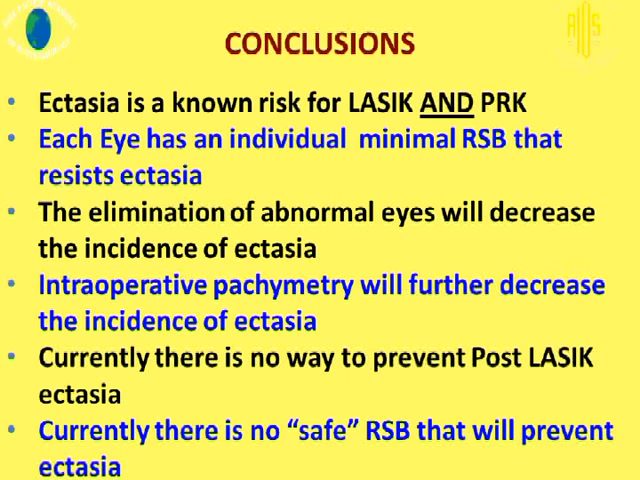 CONCLUSIONS
• Ectasia is a known risk for LASIK AND PRK
• Each Eye has an individual minimal RSB that
resists ectasia
• The elimination of abnormal eyes will decrease
the incidence of ectasia
• Intraoperative pachymetry will further decrease
the incidence of ectasia
• Currently there is no way to prevent Post LASIK
ectasia
• Currently there is no “safe” RSB that will prevent
ectasia